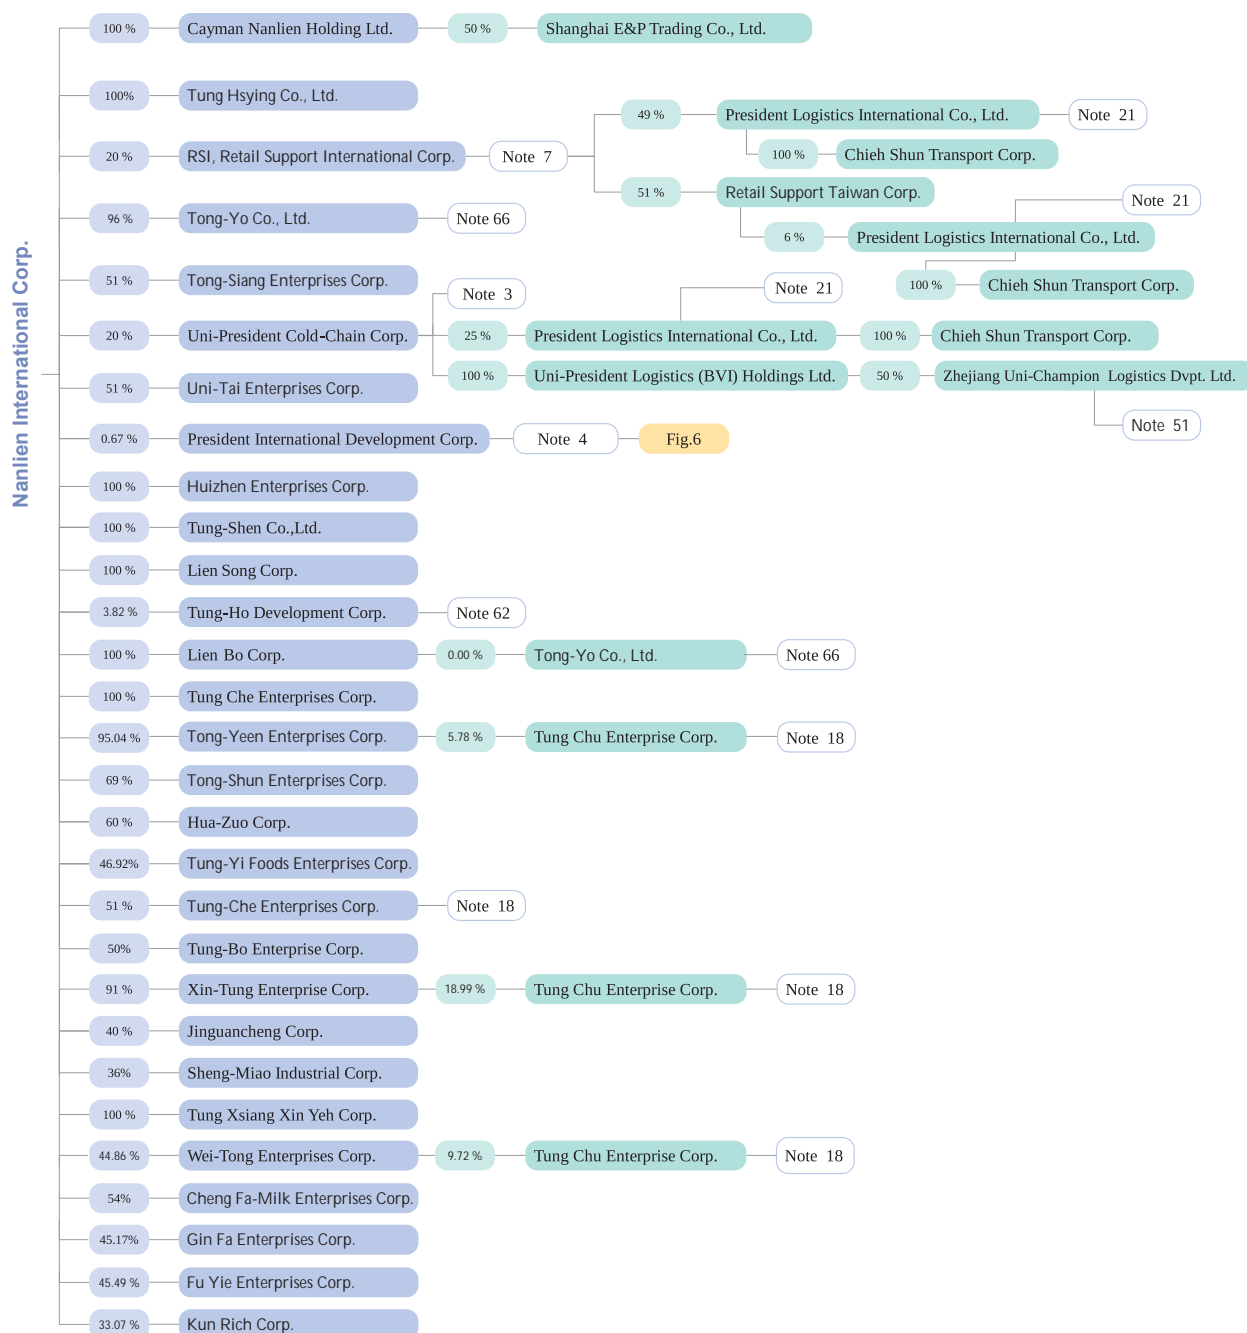 Nanlien International Corp.
100 % Cayman Nanlien Holding Ltd. 50 % Shanghai E&P Trading Co., Ltd.
100% Tung Hsying Co., Ltd.
49 % President Logistics International Co., Ltd. Note 21
20 % RSI, Retail Support International Corp. Note 7 100 % Chieh Shun Transport Corp.
51 % Retail Support Taiwan Corp.
Note 21
96 % Tong-Yo Co., Ltd. Note 66
6 % President Logistics International Co., Ltd.
51 % Tong-Siang Enterprises Corp.
100 % Chieh Shun Transport Corp.
Note 3
Note 21
20 % Uni-President Cold-Chain Corp. 25 % President Logistics International Co., Ltd. 100 % Chieh Shun Transport Corp.
100 % Uni-President Logistics (BVI) Holdings Ltd. 50 % Zhejiang Uni-Champion Logistics Dvpt. Ltd.
51 % Uni-Tai Enterprises Corp.
Note 51
0.67 % President International Development Corp. Note 4 Fig.6
100 % Huizhen Enterprises Corp.
100 % Tung-Shen Co.,Ltd.
100 % Lien Song Corp.
3.82 % Tung-Ho Development Corp. Note 62
100 % Lien Bo Corp. 0.00 % Tong-Yo Co., Ltd. Note 66
100 % Tung Che Enterprises Corp.
95.04 % Tong-Yeen Enterprises Corp. 5.78 % Tung Chu Enterprise Corp. Note 18
69 % Tong-Shun Enterprises Corp.
60 % Hua-Zuo Corp.
46.92% Tung-Yi Foods Enterprises Corp.
51 % Tung-Che Enterprises Corp. Note 18
50% Tung-Bo Enterprise Corp.
91 % Xin-Tung Enterprise Corp. 18.99 % Tung Chu Enterprise Corp. Note 18
40 % Jinguancheng Corp.
36% Sheng-Miao Industrial Corp.
100 % Tung Xsiang Xin Yeh Corp.
44.86 % Wei-Tong Enterprises Corp. 9.72 % Tung Chu Enterprise Corp. Note 18
54% Cheng Fa-Milk Enterprises Corp.
45.17% Gin Fa Enterprises Corp.
45.49 % Fu Yie Enterprises Corp.
33.07 % Kun Rich Corp.